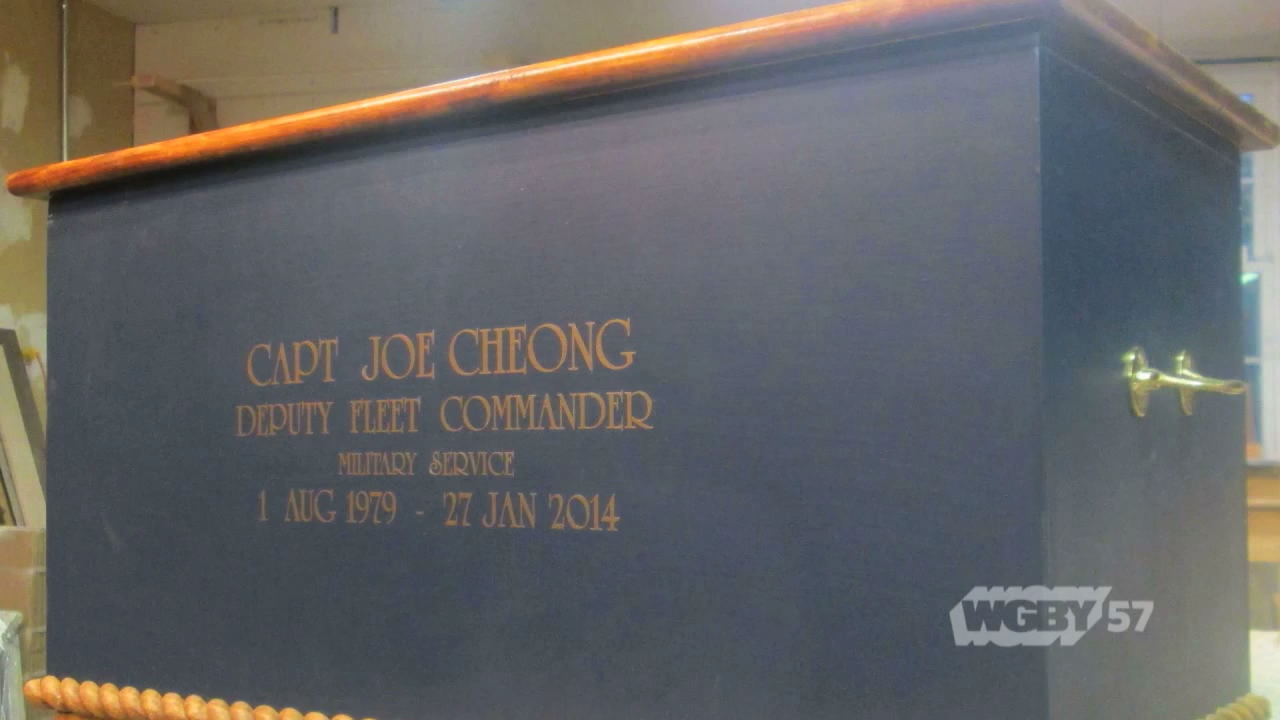 CAPT JOE CHEONG
DEPUTY FLEET COMMANDER
MILITARY SERVICE
1 AUG 1979 - 27 JAN 2014
WGBY 57